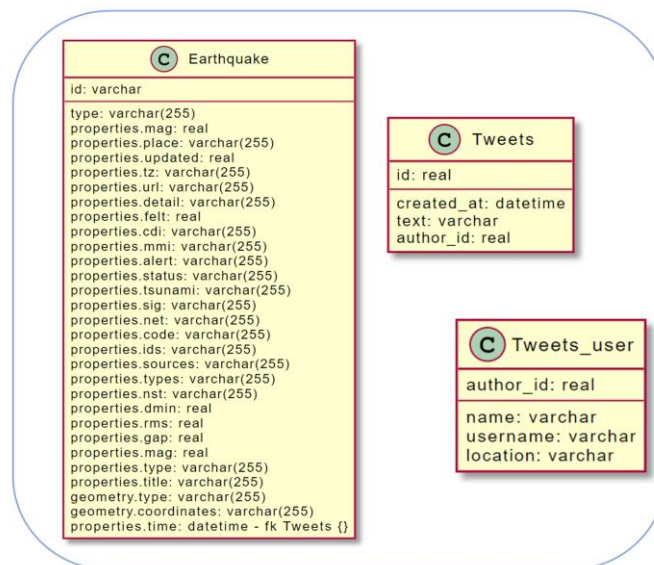 C Earthquake
id: varchar
type: varchar(255)
properties.mag: real
properties.place: varchar(255)
properties.updated: real
properties.tz: varchar(255)
properties.url: varchar(255)
properties.detail: varchar(255)
properties.felt: real
properties.cdi: varchar(255)
properties.mmi: varchar(255)
properties.alert: varchar(255)
properties.status: varchar(255)
properties.tsunami: varchar(255)
properties.sig: varchar(255)
properties.net: varchar(255)
properties.code: varchar(255)
properties.ids: varchar(255)
properties.sources: varchar(255)
properties.types: varchar(255)
properties.nst: varchar(255)
properties.dmin: real
properties.rms: real
properties.gap: real
properties.mag: real
properties.type: varchar(255)
properties.title: varchar(255)
geometry.type: varchar(255)
geometry.coordinates: varchar(255)
properties.time: datetime - fk Tweets {}
C Tweets
id: real
created_at: datetime
text: varchar
author_id: real
C Tweets_user
author_id: real
name: varchar
username: varchar
location: varchar